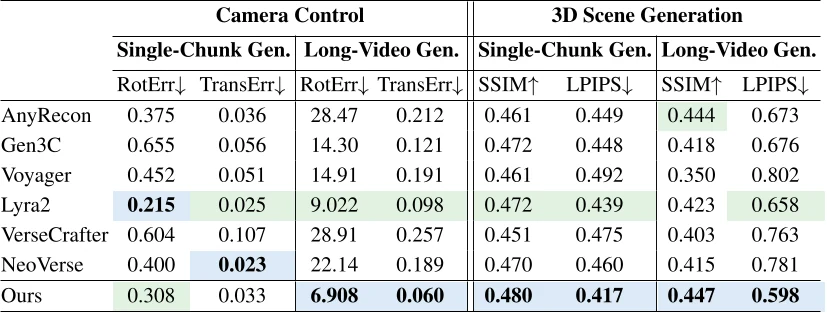 Camera Control 3D Scene Generation
Single-Chunk Gen. Long-Video Gen. Single-Chunk Gen. Long-Video Gen.
RotErr↓ TransErr↓ RotErr↓ TransErr↓ SSIM↑ LPIPS↓ SSIM↑ LPIPS↓
AnyRecon 0.375 0.036 28.47 0.212 0.461 0.449 0.444 0.673
Gen3C 0.655 0.056 14.30 0.121 0.472 0.448 0.418 0.676
Voyager 0.452 0.051 14.91 0.191 0.461 0.492 0.350 0.802
Lyra2 0.215 0.025 9.022 0.098 0.472 0.439 0.423 0.658
VerseCrafter 0.604 0.107 28.91 0.257 0.451 0.475 0.403 0.763
NeoVerse 0.400 0.023 22.14 0.189 0.470 0.460 0.415 0.781
Ours 0.308 0.033 6.908 0.060 0.480 0.417 0.447 0.598